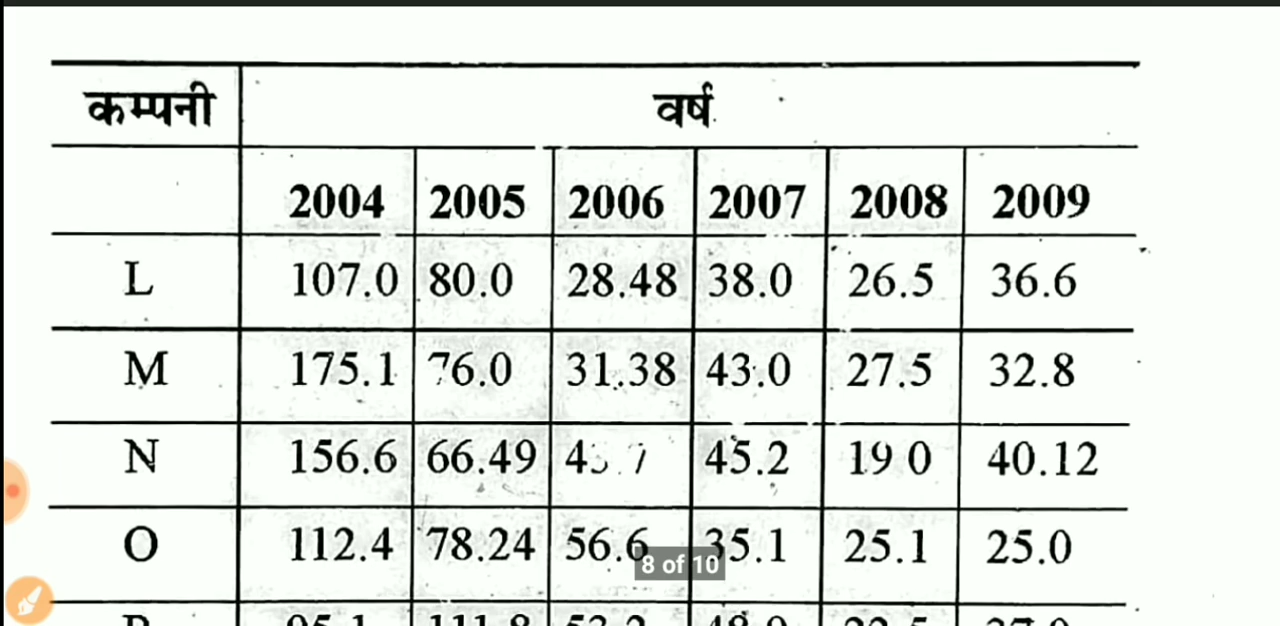 कम्पनी वर्ष
2004 2005 2006 2007 2008 2009
L 107.0 80.0 28.48 38.0 26.5 36.6
M 175.1 76.0 31.38 43.0 27.5 32.8
N 156.6 66.49 45.2 19 0 40.12
O 112.4 78.24 56.6 35.1 25.1 25.0
8 of 10